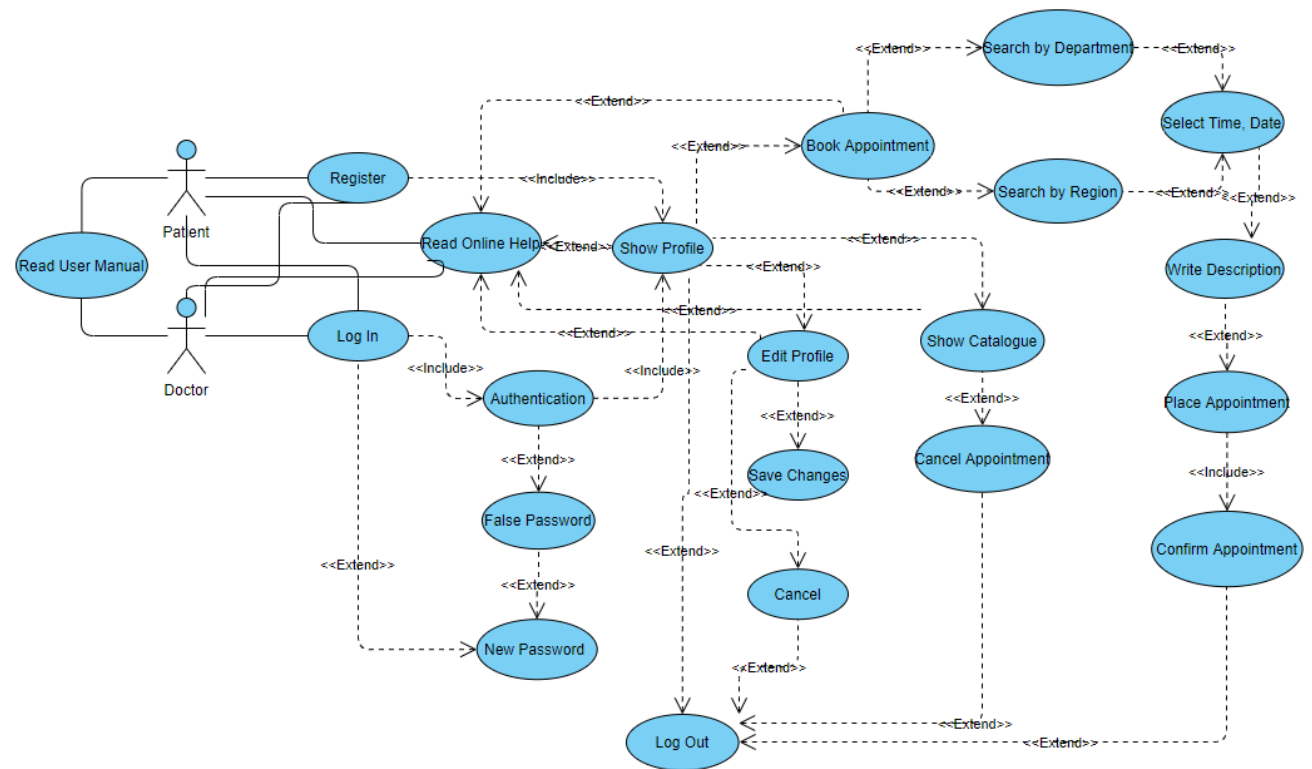 <<Extend>>
Search by Department
<<Extend>>
<<Extend>>
Select Time, Date
Book Appointment
<<Extend>>
Register
<<Include>>
<<Extend>>
Search by Region
<<Extend>>
<<Extend>>
Patient
Read Online Help
<<Extend>>
Show Profile
<<Extend>>
Read User Manual
<<Extend>>
Write Description
<<Extend>>
<<Extend>>
<<Extend>>
Log In
Show Catalogue
Edit Profile
<<Include>>
<<Include>>
Doctor
Authentication
<<Extend>>
Place Appointment
<<Extend>>
<<Extend>>
Cancel Appointment
<<Extend>>
Save Changes
<<Include>>
<<Extend>>
False Password
<<Extend>>
Confirm Appointment
<<Extend>>
<<Extend>>
Cancel
New Password
<<Extend>>
<<Extend>>
Log Out
<<Extend>>